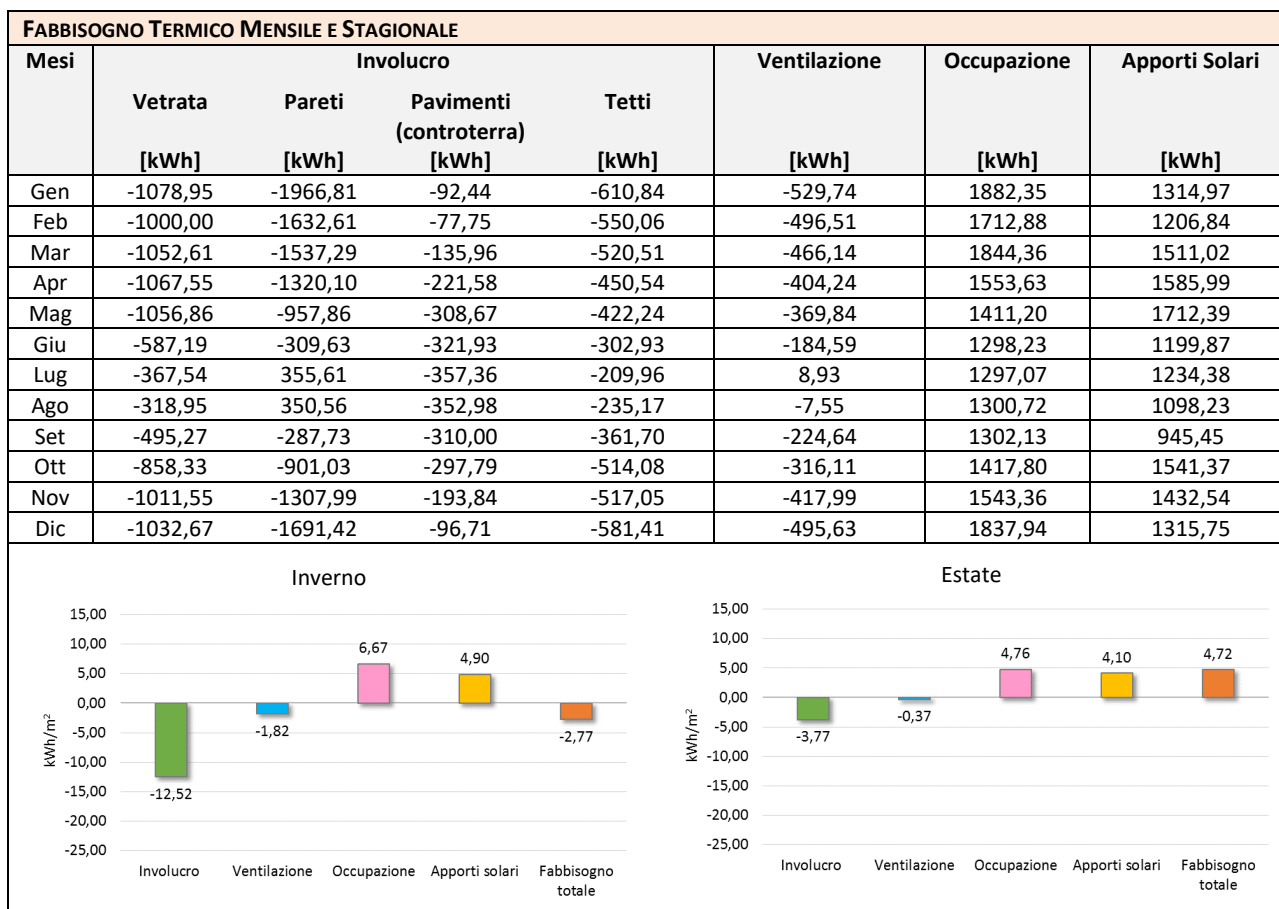 FABBISOGNO TERMICO MENSILE E STAGIONALE
Mesi Involucro Ventilazione Occupazione Apporti Solari
Vetrata Pareti Pavimenti (controterra) Tetti
[kWh] [kWh] [kWh] [kWh] [kWh] [kWh] [kWh]
Gen -1078,95 -1966,81 -92,44 -610,84 -529,74 1882,35 1314,97
Feb -1000,00 -1632,61 -77,75 -550,06 -496,51 1712,88 1206,84
Mar -1052,61 -1537,29 -135,96 -520,51 -466,14 1844,36 1511,02
Apr -1067,55 -1320,10 -221,58 -450,54 -404,24 1553,63 1585,99
Mag -1056,86 -957,86 -308,67 -422,24 -369,84 1411,20 1712,39
Giu -587,19 -309,63 -321,93 -302,93 -184,59 1298,23 1199,87
Lug -367,54 355,61 -357,36 -209,96 8,93 1297,07 1234,38
Ago -318,95 350,56 -352,98 -235,17 -7,55 1300,72 1098,23
Set -495,27 -287,73 -310,00 -361,70 -224,64 1302,13 945,45
Ott -858,33 -901,03 -297,79 -514,08 -316,11 1417,80 1541,37
Nov -1011,55 -1307,99 -193,84 -517,05 -417,99 1543,36 1432,54
Dic -1032,67 -1691,42 -96,71 -581,41 -495,63 1837,94 1315,75
Inverno
kWh/m²
15,00
10,00
5,00
0,00
-5,00
-10,00
-15,00
-20,00
-25,00
-12,52
-1,82
6,67
4,90
-2,77
Involucro Ventilazione Occupazione Apporti solari Fabbisogno
totale
Estate
kWh/m²
15,00
10,00
5,00
0,00
-5,00
-10,00
-15,00
-20,00
-25,00
-3,77
-0,37
4,76
4,10
4,72
Involucro Ventilazione Occupazione Apporti solari Fabbisogno
totale